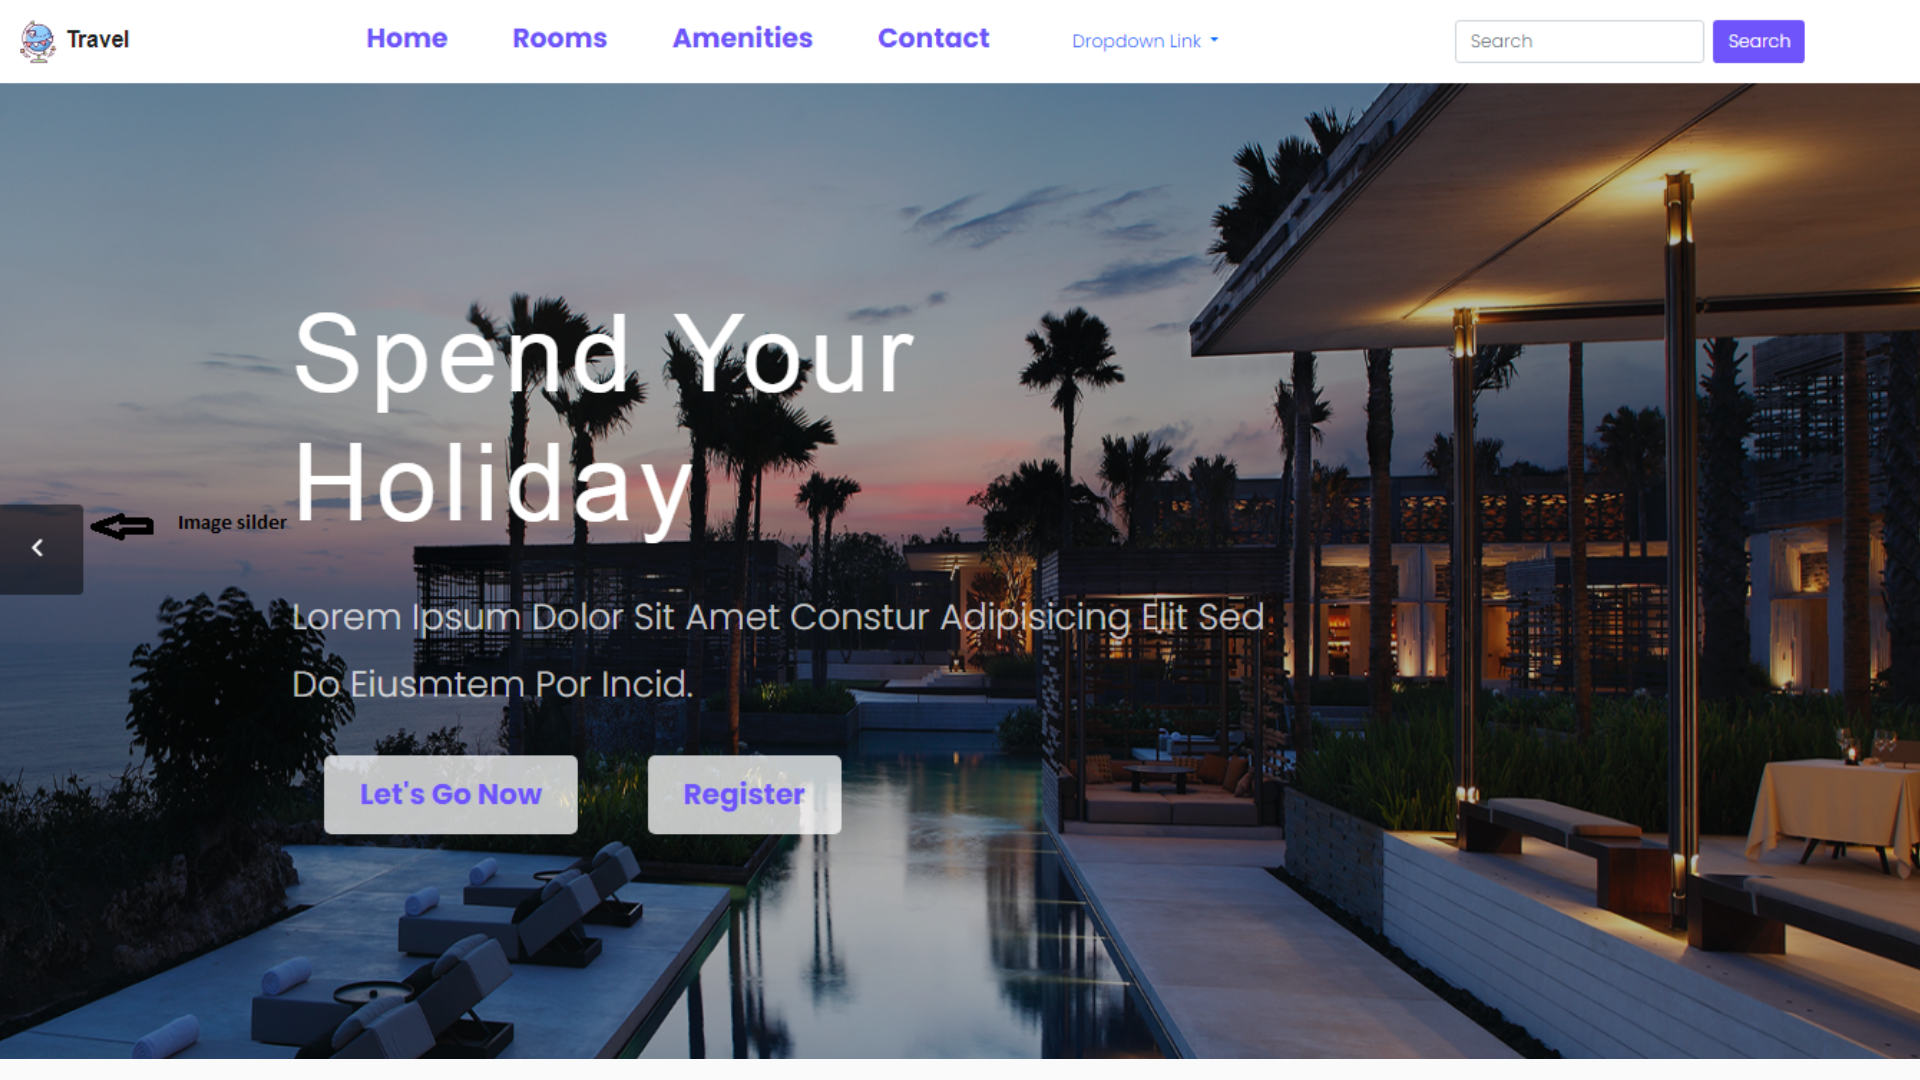 Travel
Home
Rooms
Amenities
Contact
Dropdown Link
Search
Search
Spend Your
Holiday
Image silder
Lorem Ipsum Dolor Sit Amet Constur Adipisicing Elit Sed
Do Eiusmtem Por Incid.
Let's Go Now
Register